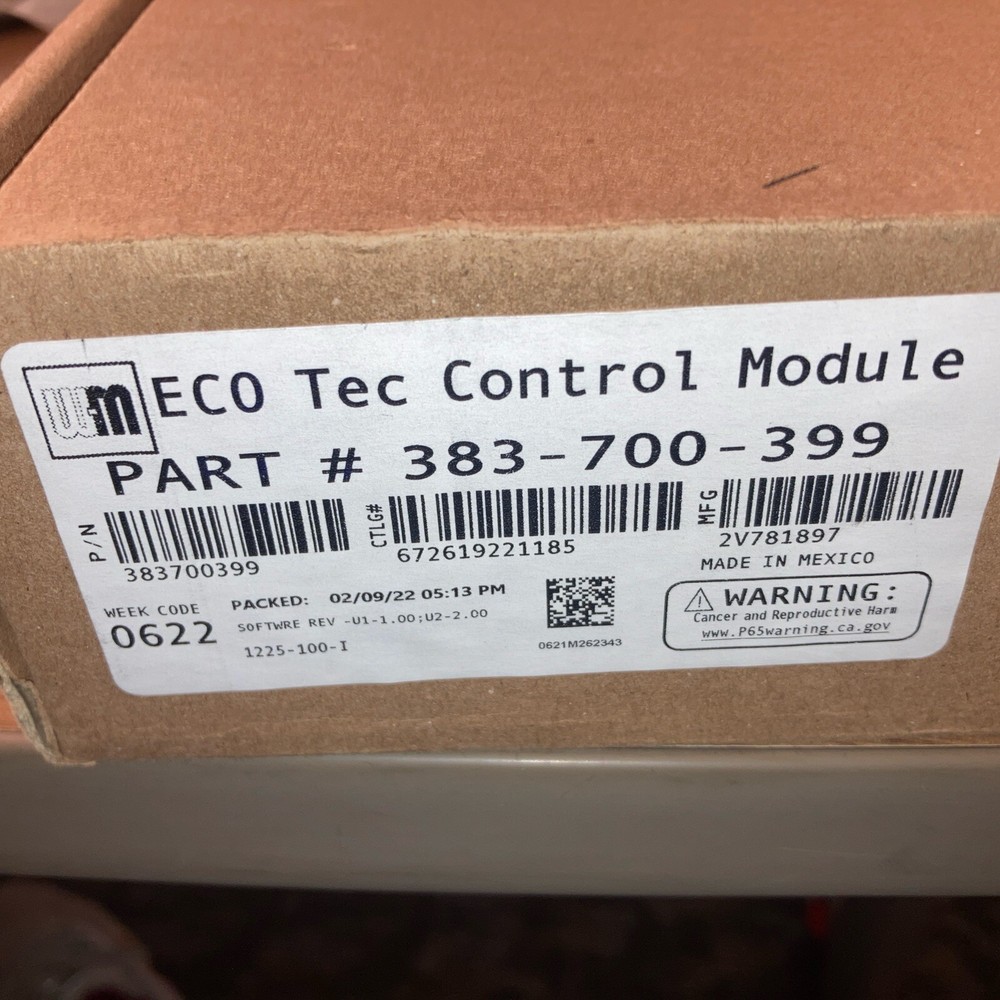 WM ECO Tec Control Module
PART # 383-700-399
P/N
383700399
CTLG#
672619221185
MFG
2V781897
MADE IN MEXICO
WEEK CODE
0622
PACKED: 02/09/22 05:13 PM
SOFTWRE REV -U1-1.00;U2-2.00
1225-100-I
0621M262343
WARNING:
Cancer and Reproductive Harm
www.P65warning.ca.gov